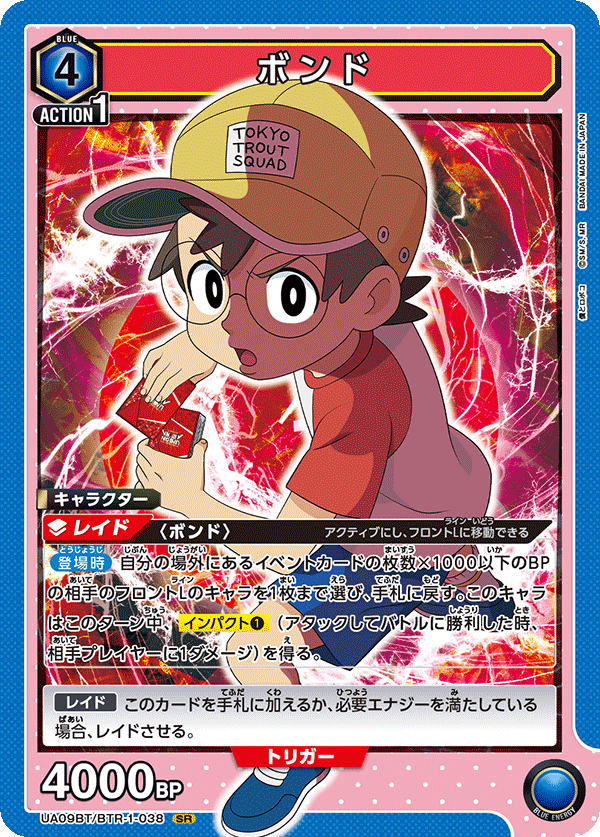 BLUE
4
ACTION 1
ボンド
TOKYO
TROUT
SQUAD
BANDAI MADE IN JAPAN
©SM/S, MR
僕とロボコ
キャラクター
レイド 〈ボンド〉 アクティブにし、フロントLに移動できる
登場時 自分の場外にあるイベントカードの枚数×1000以下のBP
の相手のフロントLのキャラを1枚まで選び、手札に戻す。このキャラ
はこのターン中、インパクト❶（アタックしてバトルに勝利した時、
相手プレイヤーに1ダメージ）を得る。
レイド このカードを手札に加えるか、必要エナジーを満たしている
場合、レイドさせる。
トリガー
4000BP
UA09BT/BTR-1-038 SR
BLUE ENERGY